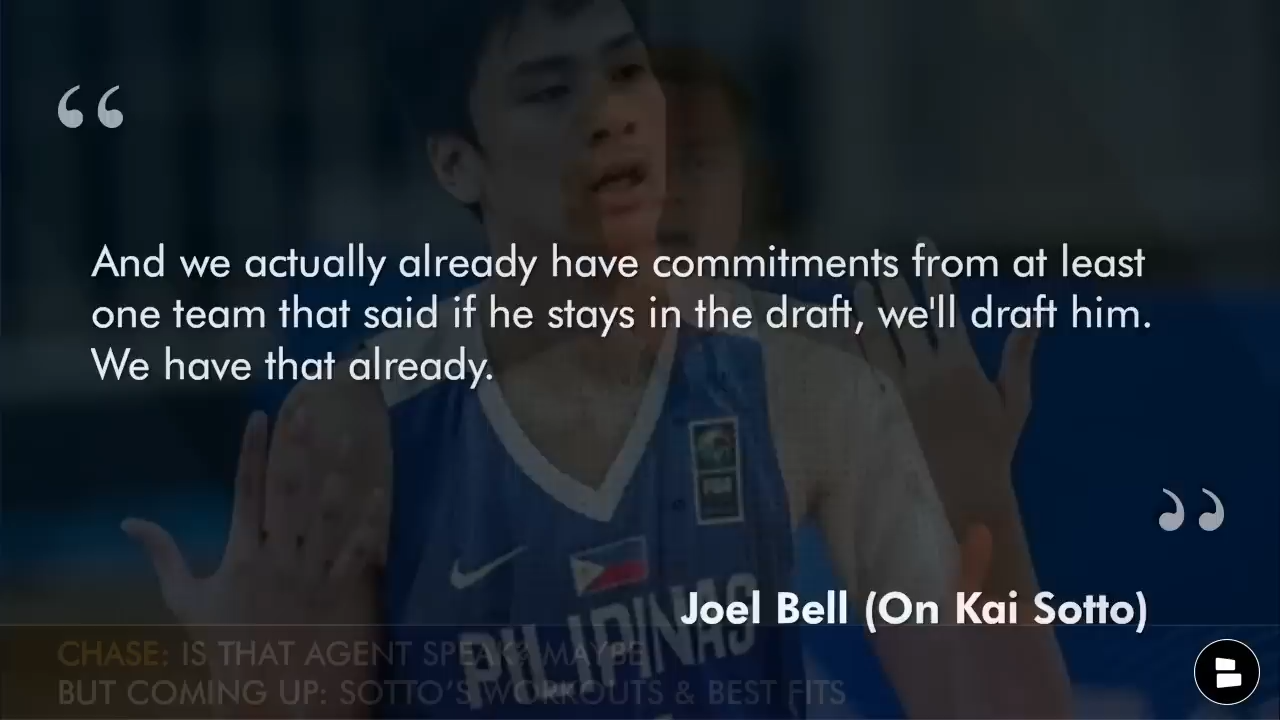 “
And we actually already have commitments from at least
one team that said if he stays in the draft, we'll draft him.
We have that already.
”
Joel Bell (On Kai Sotto)
PILIPINAS
CHASE: IS THAT AGENT SPEAK? MAYBE
BUT COMING UP: SOTTO’S WORKOUTS & BEST FITS